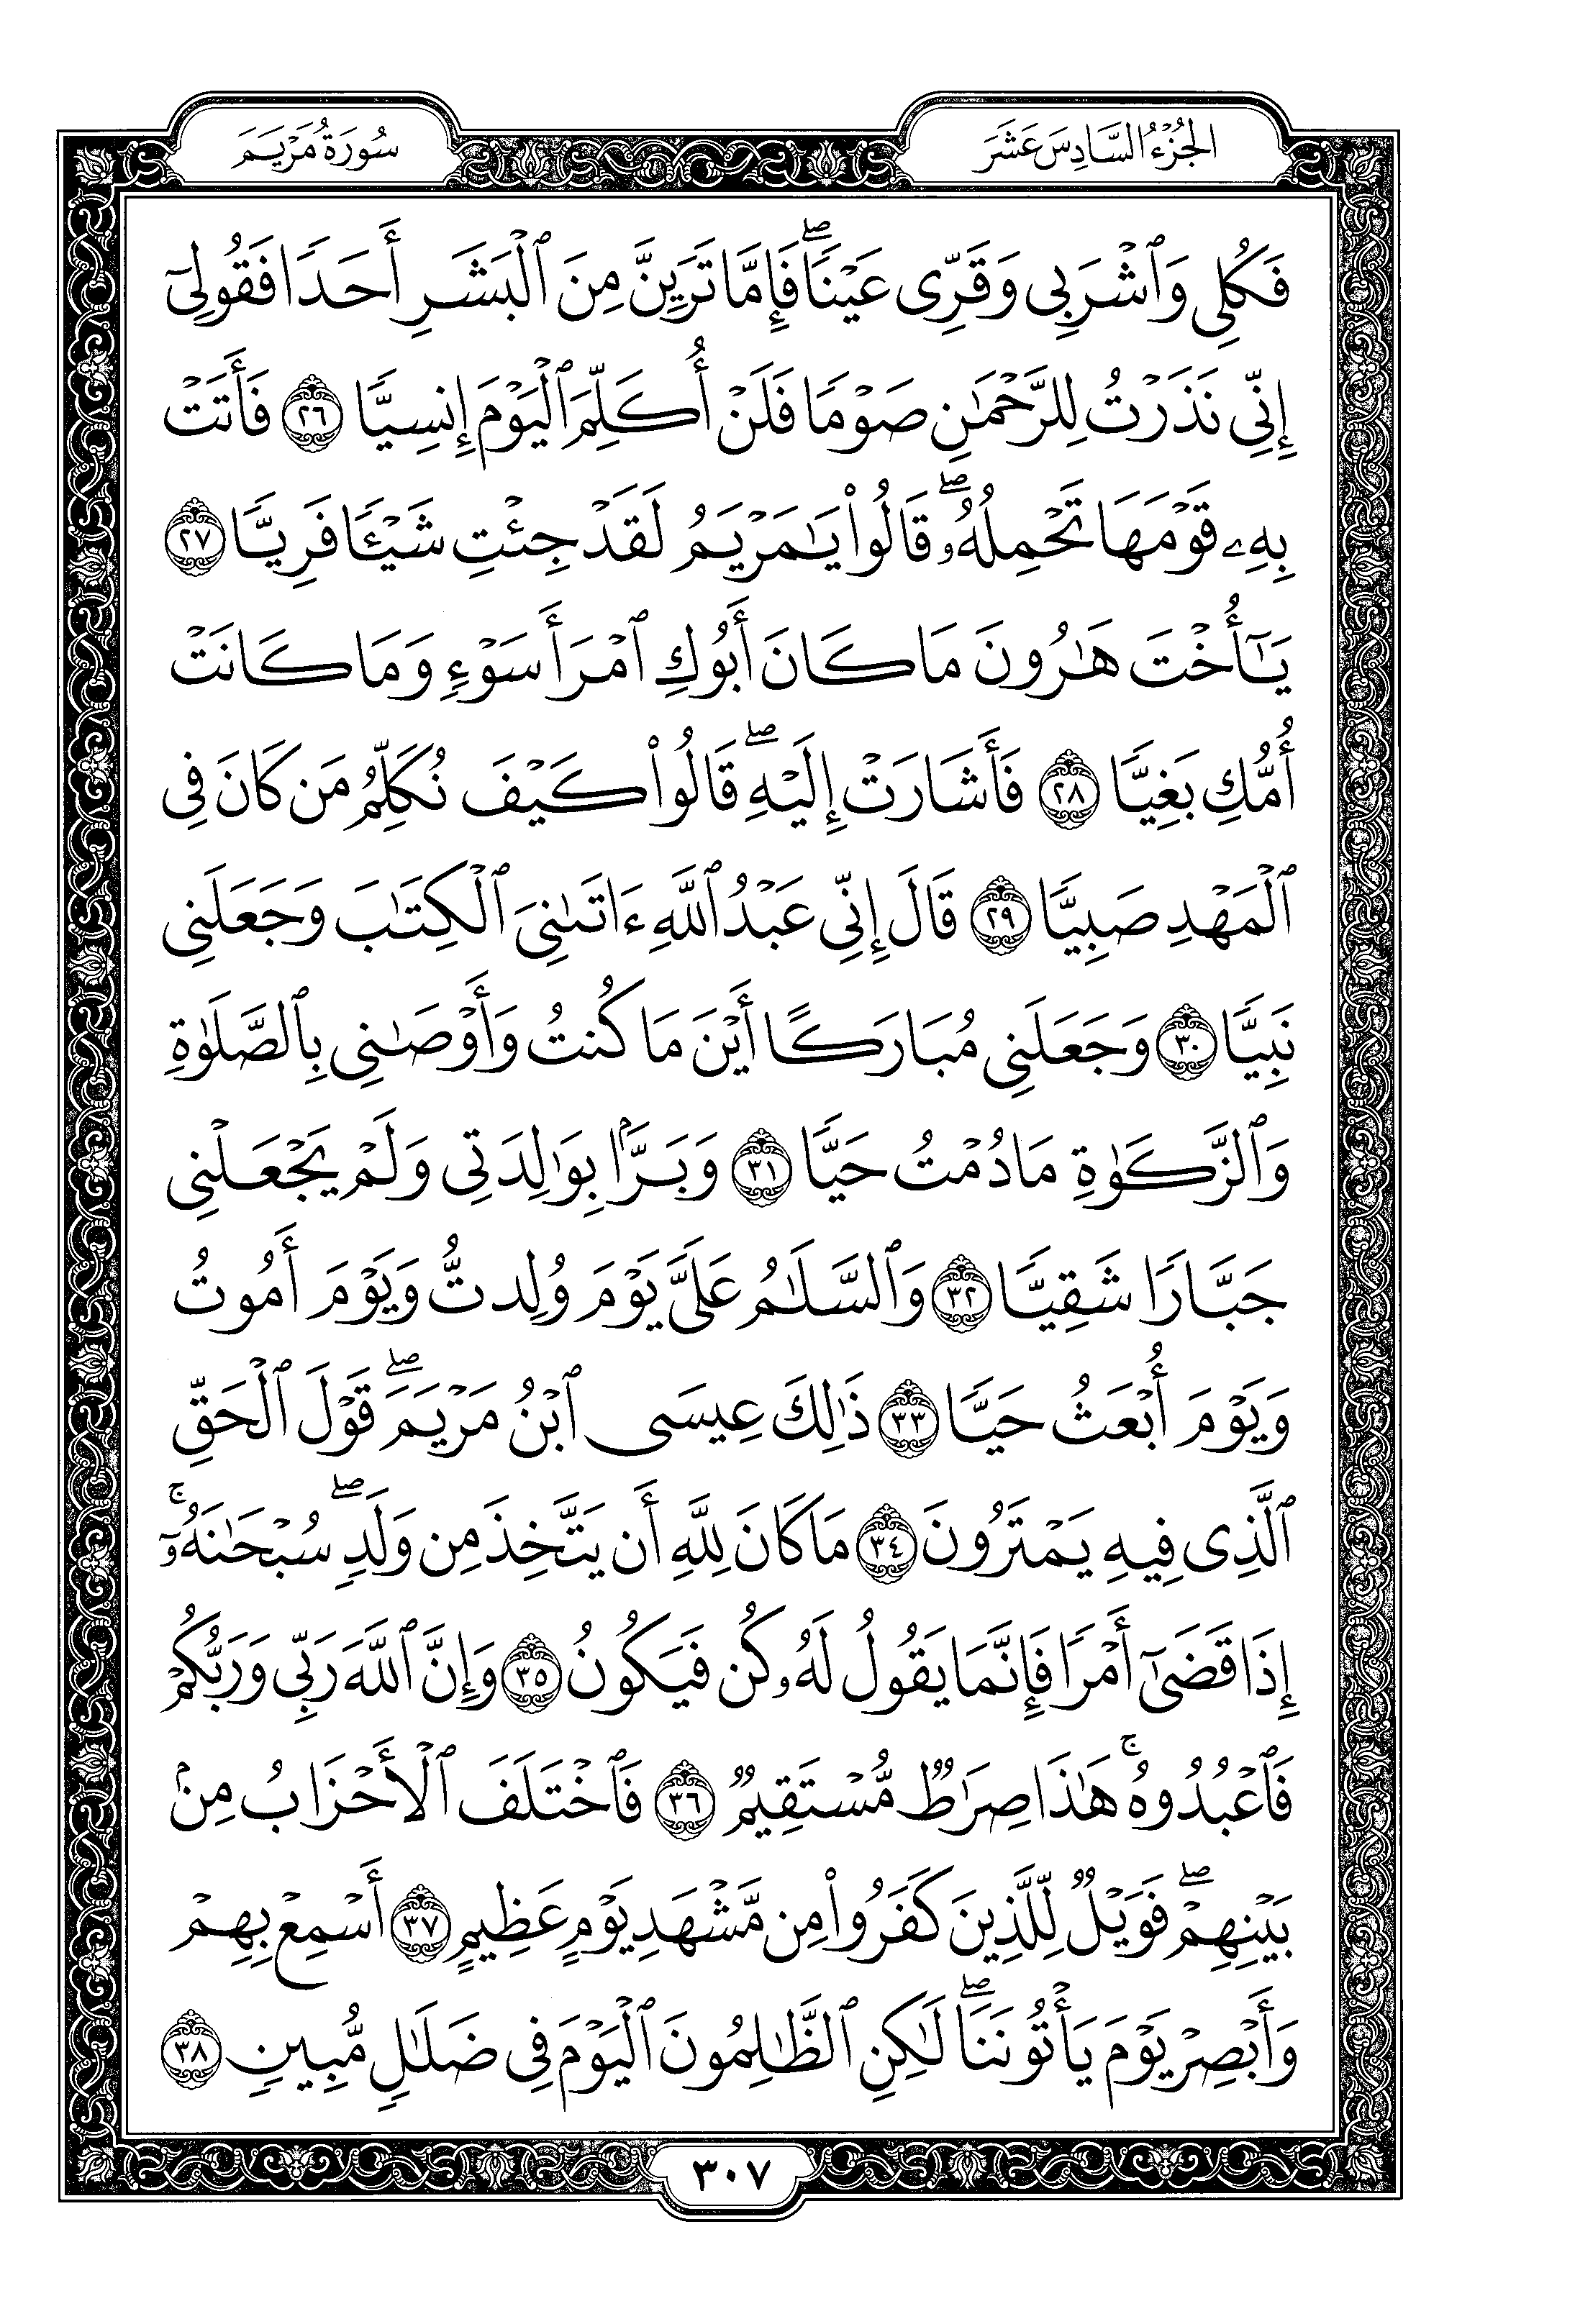 الجُزْءُ السَّادِسَ عَشَرَ
سُورَةُ مَرْيَمَ
فَكُلِى وَٱشْرَبِى وَقَرِّى عَيْنًاۖ فَإِمَّا تَرَيِنَّ مِنَ ٱلْبَشَرِ أَحَدًا فَقُولِىٓ
إِنِّى نَذَرْتُ لِلرَّحْمَٰنِ صَوْمًا فَلَنْ أُكَلِّمَ ٱلْيَوْمَ إِنسِيًّا ٢٦ فَأَتَتْ
بِهِۦ قَوْمَهَا تَحْمِلُهُۥۖ قَالُوا۟ يَٰمَرْيَمُ لَقَدْ جِئْتِ شَيْـًٔا فَرِيًّا ٢٧
يَٰٓأُخْتَ هَٰرُونَ مَا كَانَ أَبُوكِ ٱمْرَأَ سَوْءٍ وَمَا كَانَتْ
أُمُّكِ بَغِيًّا ٢٨ فَأَشَارَتْ إِلَيْهِۖ قَالُوا۟ كَيْفَ نُكَلِّمُ مَن كَانَ فِى
ٱلْمَهْدِ صَبِيًّا ٢٩ قَالَ إِنِّى عَبْدُ ٱللَّهِ ءَاتَىٰنِىَ ٱلْكِتَٰبَ وَجَعَلَنِى
نَبِيًّا ٣٠ وَجَعَلَنِى مُبَارَكًا أَيْنَ مَا كُنتُ وَأَوْصَٰنِى بِٱلصَّلَوٰةِ
وَٱلزَّكَوٰةِ مَا دُمْتُ حَيًّا ٣١ وَبَرًّۢا بِوَٰلِدَتِى وَلَمْ يَجْعَلْنِى
جَبَّارًا شَقِيًّا ٣٢ وَٱلسَّلَٰمُ عَلَىَّ يَوْمَ وُلِدتُّ وَيَوْمَ أَمُوتُ
وَيَوْمَ أُبْعَثُ حَيًّا ٣٣ ذَٰلِكَ عِيسَى ٱبْنُ مَرْيَمَۖ قَوْلَ ٱلْحَقِّ
ٱلَّذِى فِيهِ يَمْتَرُونَ ٣٤ مَا كَانَ لِلَّهِ أَن يَتَّخِذَ مِن وَلَدٍۖ سُبْحَٰنَهُۥٓۚ
إِذَا قَضَىٰٓ أَمْرًا فَإِنَّمَا يَقُولُ لَهُۥ كُن فَيَكُونُ ٣٥ وَإِنَّ ٱللَّهَ رَبِّى وَرَبُّكُمْ
فَٱعْبُدُوهُۚ هَٰذَا صِرَٰطٌ مُّسْتَقِيمٌ ٣٦ فَٱخْتَلَفَ ٱلْأَحْزَابُ مِنۢ
بَيْنِهِمْۖ فَوَيْلٌ لِّلَّذِينَ كَفَرُوا۟ مِن مَّشْهَدِ يَوْمٍ عَظِيمٍ ٣٧ أَسْمِعْ بِهِمْ
وَأَبْصِرْ يَوْمَ يَأْتُونَنَاۖ لَٰكِنِ ٱلظَّٰلِمُونَ ٱلْيَوْمَ فِى ضَلَٰلٍ مُّبِينٍ ٣٨
٣٠٧